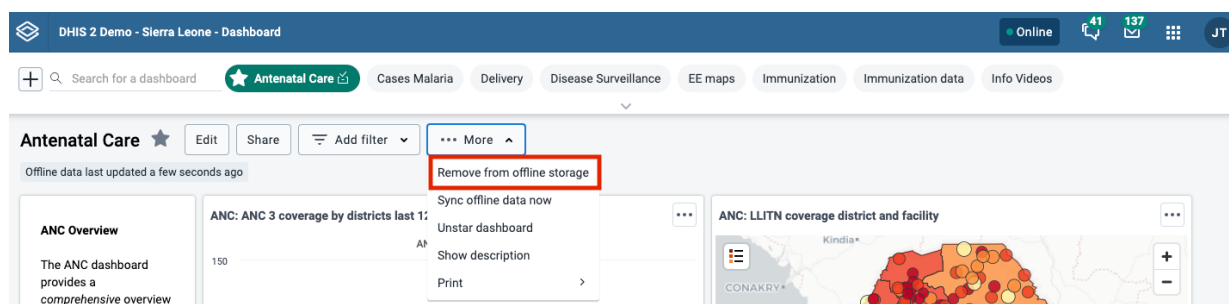 DHIS 2 Demo - Sierra Leone - Dashboard
Online
41
137
JT
Search for a dashboard
Antenatal Care
Cases Malaria
Delivery
Disease Surveillance
EE maps
Immunization
Immunization data
Info Videos
Antenatal Care
Edit
Share
Add filter
More
Offline data last updated a few seconds ago
Remove from offline storage
Sync offline data now
Unstar dashboard
Show description
Print
ANC Overview
The ANC dashboard
provides a
comprehensive overview
ANC: ANC 3 coverage by districts last 12
150
ANC: LLITN coverage district and facility
Kindia
CONAKRY
+
−